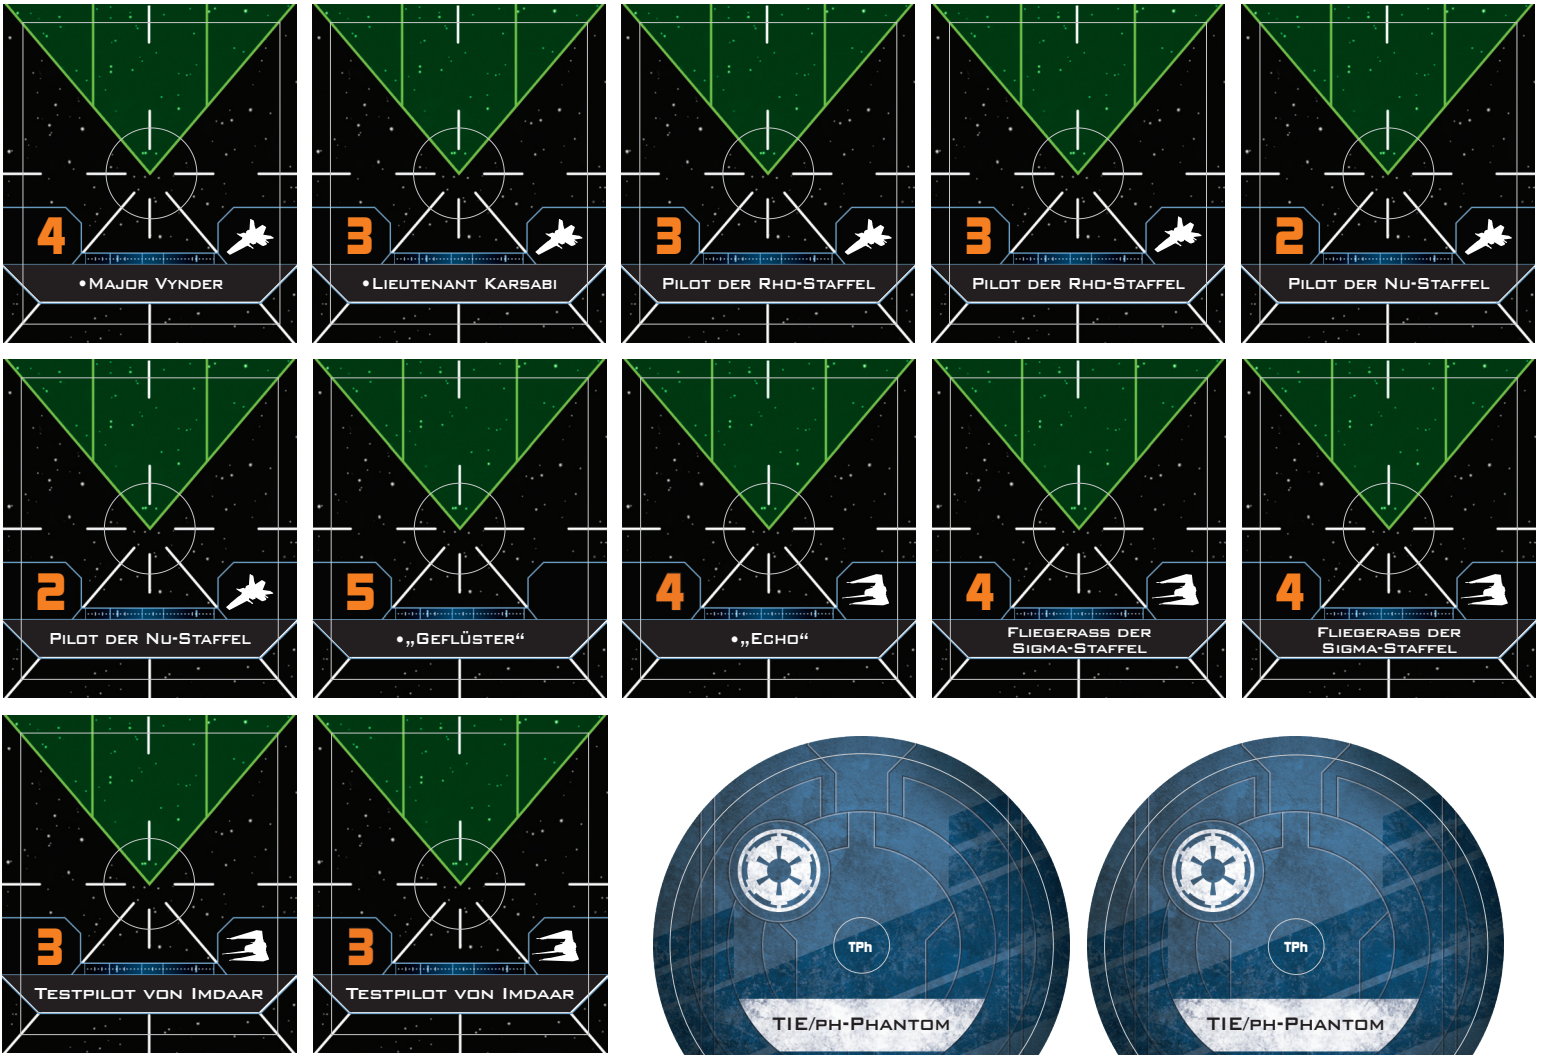 4
•Major Vynder
3
•Lieutenant Karsabi
3
Pilot der Rho-Staffel
3
Pilot der Rho-Staffel
2
Pilot der Nu-Staffel
2
Pilot der Nu-Staffel
5
•„Geflüster“
4
•„Echo“
4
Fliegerass der
Sigma-Staffel
4
Fliegerass der
Sigma-Staffel
3
Testpilot von Imdaar
3
Testpilot von Imdaar
TPh
TIE/ph-Phantom
TPh
TIE/ph-Phantom